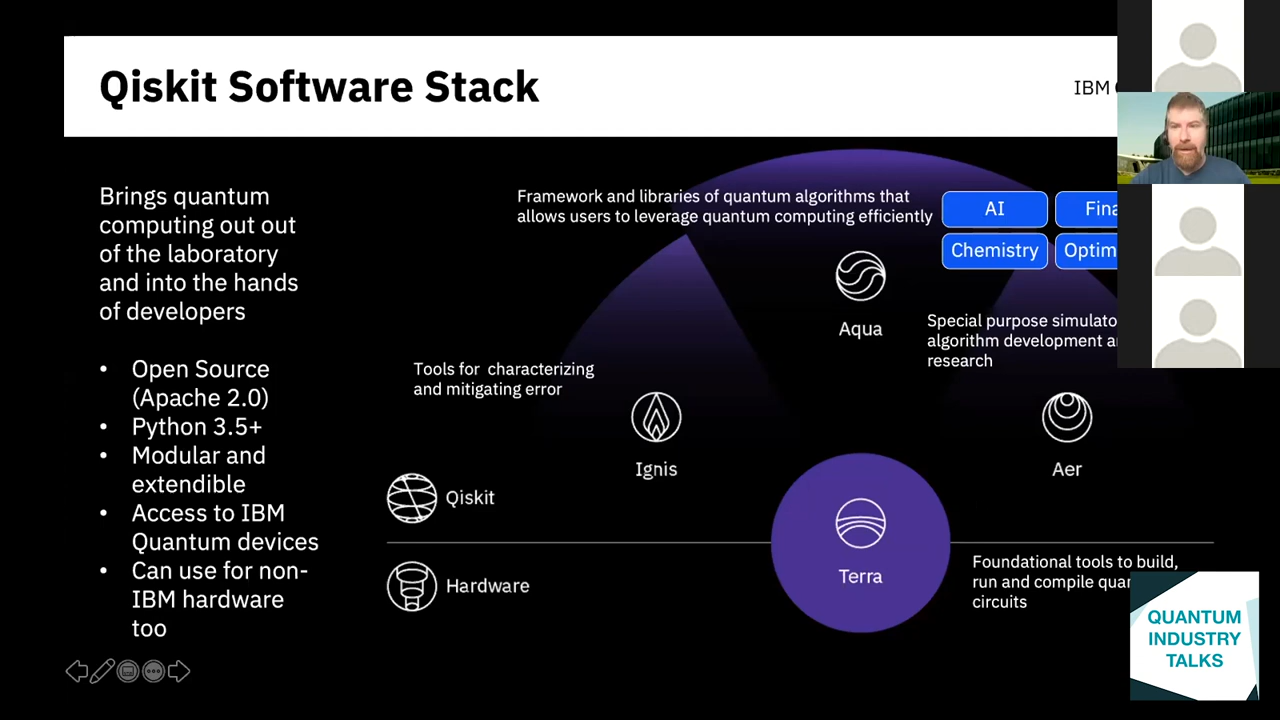 Qiskit Software Stack
IBM
Brings quantum
computing out out
of the laboratory
and into the hands
of developers
• Open Source
(Apache 2.0)
• Python 3.5+
• Modular and
extendible
• Access to IBM
Quantum devices
• Can use for non-
IBM hardware
too
Framework and libraries of quantum algorithms that
allows users to leverage quantum computing efficiently
AI
Chemistry
Aqua
Special purpose
algorithm development
research
Tools for characterizing
and mitigating error
Ignis
Aer
Qiskit
Hardware
Terra
Foundational tools to build,
run and compile
circuits
QUANTUM
INDUSTRY
TALKS